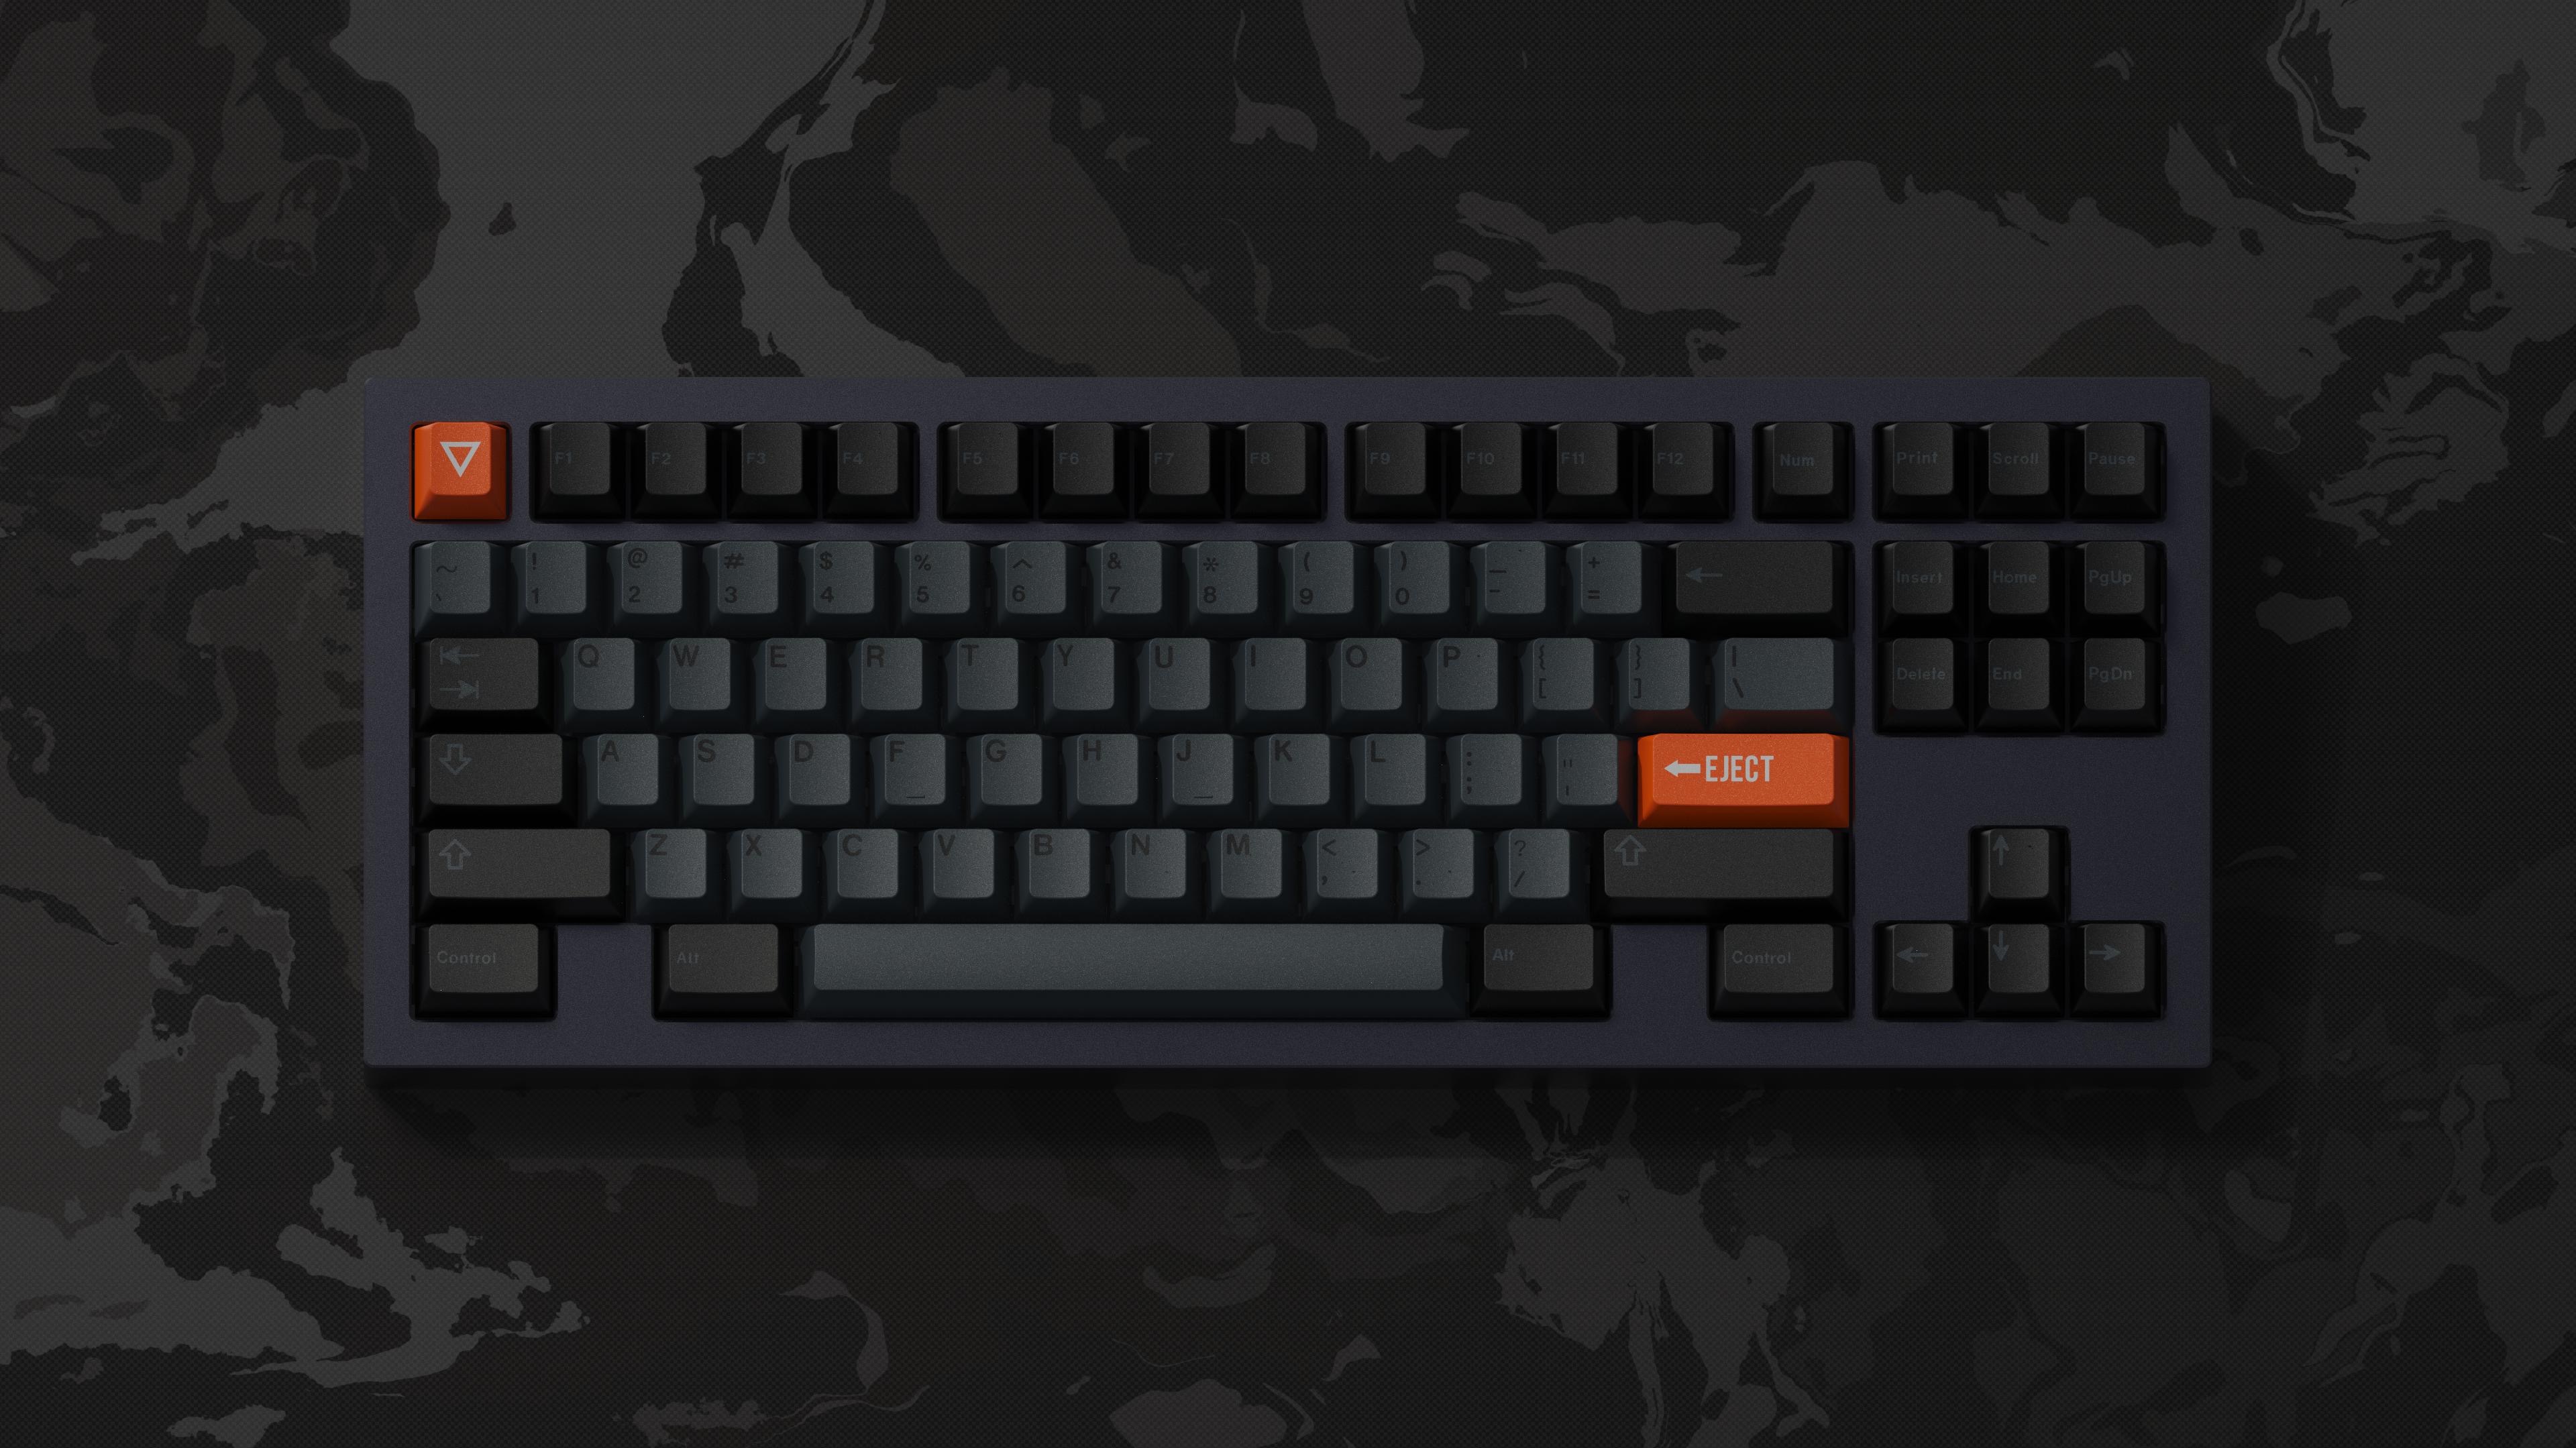 F1 F2 F3 F4 F5 F6 F7 F8 F9 F10 F11 F12 Num Print Scroll Pause
~ ! @ # $ % ^ & * ( ) _ +
` 1 2 3 4 5 6 7 8 9 0 - = ← Insert Home PgUp
Q W E R T Y U I O P { } |
[ ] \ Delete End PgDn
A S D F G H J K L : " ←EJECT
; '
Z X C V B N M < > ?
, . /
Control Alt Alt Control ← ↓ →